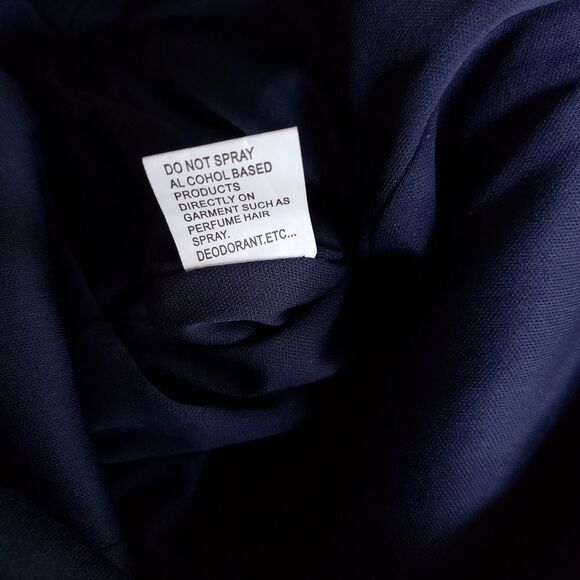 DO NOT SPRAY
AL COHOL BASED
PRODUCTS
DIRECTLY ON
GARMENT SUCH AS
PERFUME HAIR
SPRAY.
DEODORANT.ETC...